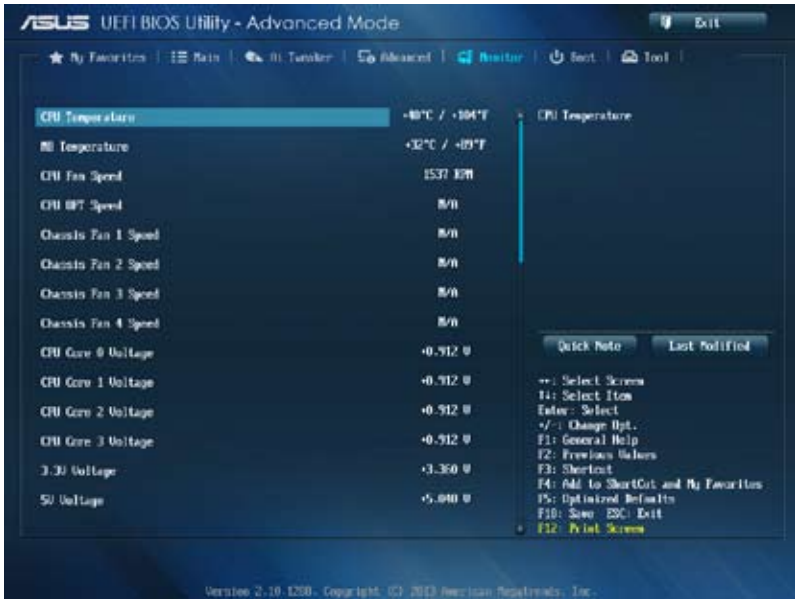 ASUS UEFI BIOS Utility - Advanced Mode
Exit
My Favorites Main Ai Tweaker Advanced Monitor Boot Tool
CPU Temperature +40°C / +104°F
MB Temperature +32°C / +89°F
CPU Fan Speed 1537 RPM
CPU OPT Speed N/A
Chassis Fan 1 Speed N/A
Chassis Fan 2 Speed N/A
Chassis Fan 3 Speed N/A
Chassis Fan 4 Speed N/A
CPU Core 0 Voltage +0.912 V
CPU Core 1 Voltage +0.912 V
CPU Core 2 Voltage +0.912 V
CPU Core 3 Voltage +0.912 V
3.3V Voltage +3.360 V
5V Voltage +5.040 V
CPU Temperature
Quick Note Last Modified
→←: Select Screen
↑↓: Select Item
Enter: Select
+/-: Change Opt.
F1: General Help
F2: Previous Values
F3: Shortcut
F4: Add to ShortCut and My Favorites
F5: Optimized Defaults
F10: Save ESC: Exit
F12: Print Screen
Version 2.10.1208. Copyright (C) 2013 American Megatrends, Inc.